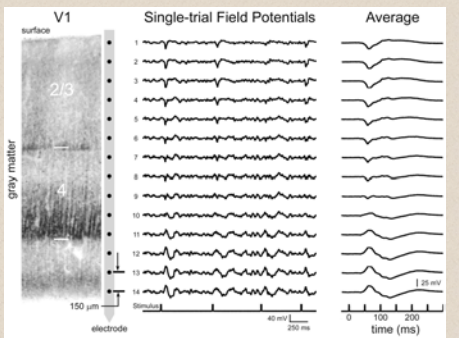 V1
Single-trial Field Potentials
Average
surface
2/3
gray matter
4
150 μm
electrode
1
2
3
4
5
6
7
8
9
10
11
12
13
14
Stimulus
40 mV
250 ms
25 mV
0 100 200
time (ms)